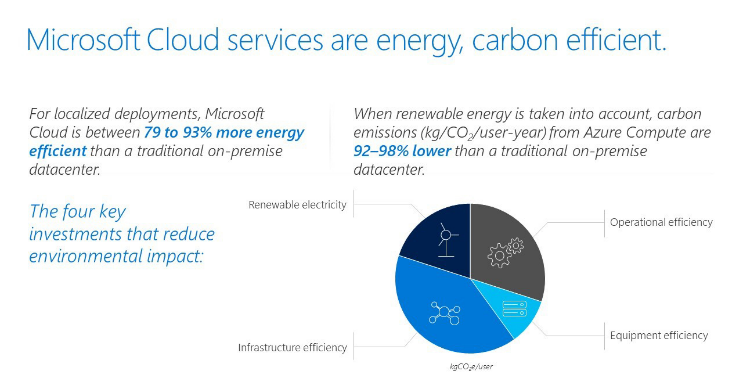 Microsoft Cloud services are energy, carbon efficient.
For localized deployments, Microsoft
Cloud is between 79 to 93% more energy
efficient than a traditional on-premise
datacenter.
When renewable energy is taken into account, carbon
emissions (kg/CO₂/user-year) from Azure Compute are
92–98% lower than a traditional on-premise
datacenter.
The four key
investments that reduce
environmental impact:
Renewable electricity
Operational efficiency
Infrastructure efficiency
Equipment efficiency
kgCO₂e/user